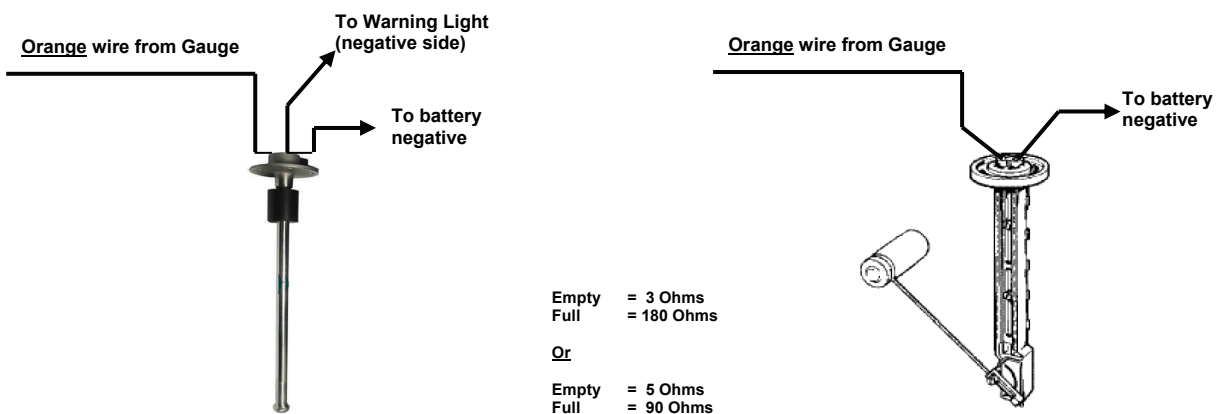 To Warning Light
(negative side)
Orange wire from Gauge
To battery
negative
Orange wire from Gauge
To battery
negative
Empty = 3 Ohms
Full = 180 Ohms
Or
Empty = 5 Ohms
Full = 90 Ohms